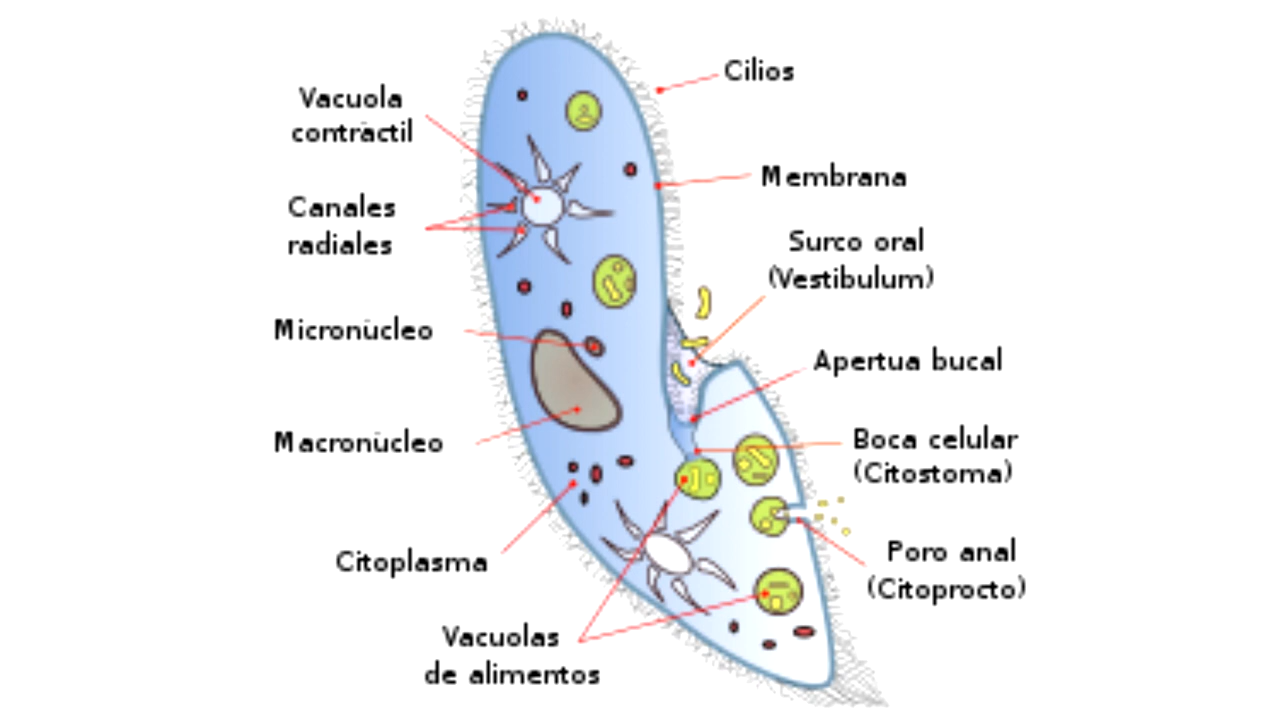 Vacuola
contráctil
Canales
radiales
Micronúcleo
Macronúcleo
Citoplasma
Vacuolas
de alimentos
Cilios
Membrana
Surco oral
(Vestibulum)
Apertua bucal
Boca celular
(Citostoma)
Poro anal
(Citoprocto)